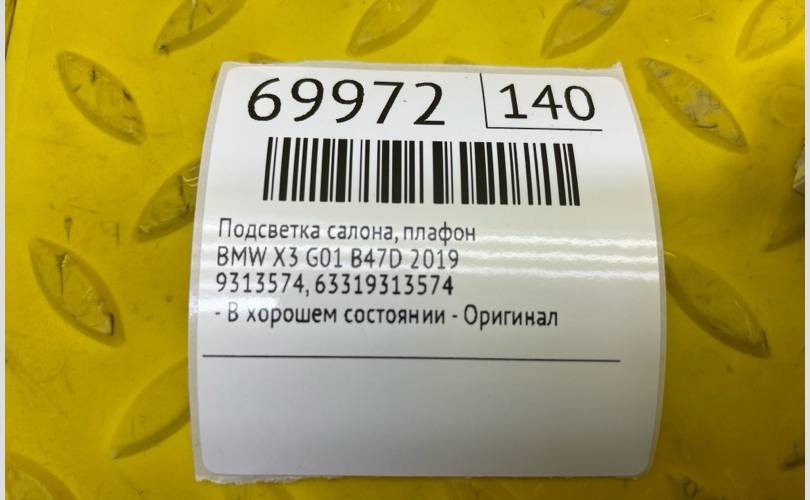 69972 140
Подсветка салона, плафон
BMW X3 G01 B47D 2019
9313574, 63319313574
- В хорошем состоянии - Оригинал